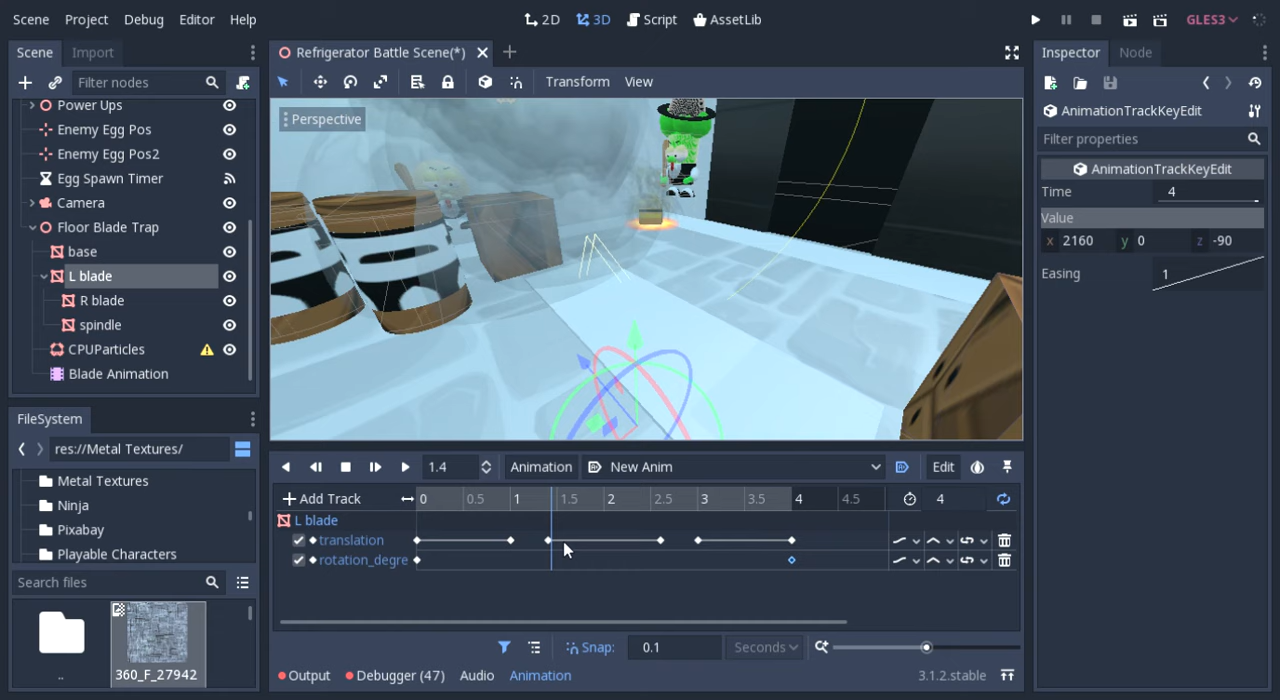 Scene Project Debug Editor Help
2D 3D Script AssetLib
GLES3
Scene Import
Filter nodes
Power Ups
Enemy Egg Pos
Enemy Egg Pos2
Egg Spawn Timer
Camera
Floor Blade Trap
base
L blade
R blade
spindle
CPUParticles
Blade Animation
FileSystem
res://Metal Textures/
Metal Textures
Ninja
Pixabay
Playable Characters
Search files
..
360_F_27942
Refrigerator Battle Scene(*)
Transform View
Perspective
1.4 Animation New Anim Edit
Add Track 0 0.5 1 1.5 2 2.5 3 3.5 4 4.5 4
L blade
translation
rotation_degre
Snap: 0.1 Seconds
Output Debugger (47) Audio Animation 3.1.2.stable
Inspector Node
AnimationTrackKeyEdit
Filter properties
AnimationTrackKeyEdit
Time 4
Value
x 2160 y 0 z -90
Easing 1